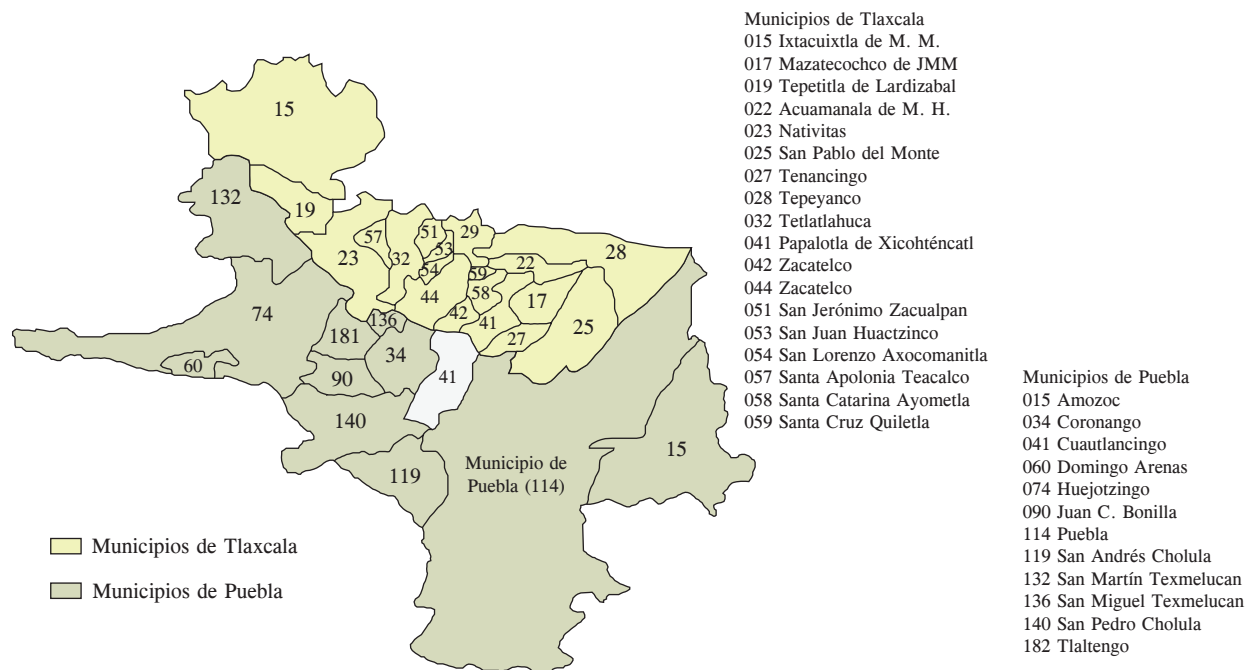 Municipios de Tlaxcala
015 Ixtacuixtla de M. M.
017 Mazatecochco de JMM
019 Tepetitla de Lardizabal
022 Acuamanala de M. H.
023 Nativitas
025 San Pablo del Monte
027 Tenancingo
028 Tepeyanco
032 Tetlatlahuca
041 Papalotla de Xicohténcatl
042 Zacatelco
044 Zacatelco
051 San Jerónimo Zacualpan
053 San Juan Huactzinco
054 San Lorenzo Axocomanitla
057 Santa Apolonia Teacalco
058 Santa Catarina Ayometla
059 Santa Cruz Quiletla
Municipios de Puebla
015 Amozoc
034 Coronango
041 Cuautlancingo
060 Domingo Arenas
074 Huejotzingo
090 Juan C. Bonilla
114 Puebla
119 San Andrés Cholula
132 San Martín Texmelucan
136 San Miguel Texmelucan
140 San Pedro Cholula
182 Tlaltengo
15
132
19
57
51
29
53
23
32
54
59
22
28
44
58
17
42
41
25
27
74
136
181
34
60
90
41
140
119
15
Municipio de
Puebla (114)
Municipios de Tlaxcala
Municipios de Puebla